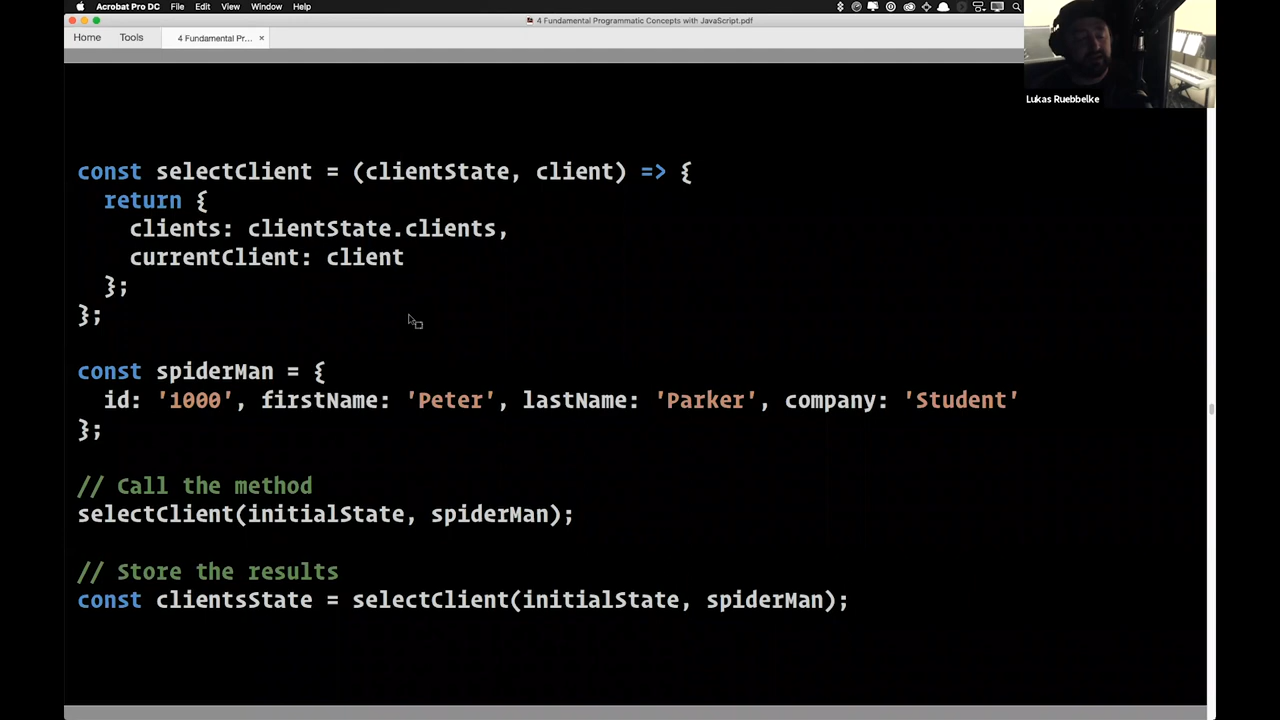 Acrobat Pro DC File Edit View Window Help
4 Fundamental Programmatic Concepts with JavaScript.pdf
Home Tools 4 Fundamental Pr... ×
Lukas Ruebbelke
const selectClient = (clientState, client) => {
  return {
    clients: clientState.clients,
    currentClient: client
  };
};
const spiderMan = {
  id: '1000', firstName: 'Peter', lastName: 'Parker', company: 'Student'
};
// Call the method
selectClient(initialState, spiderMan);
// Store the results
const clientsState = selectClient(initialState, spiderMan);